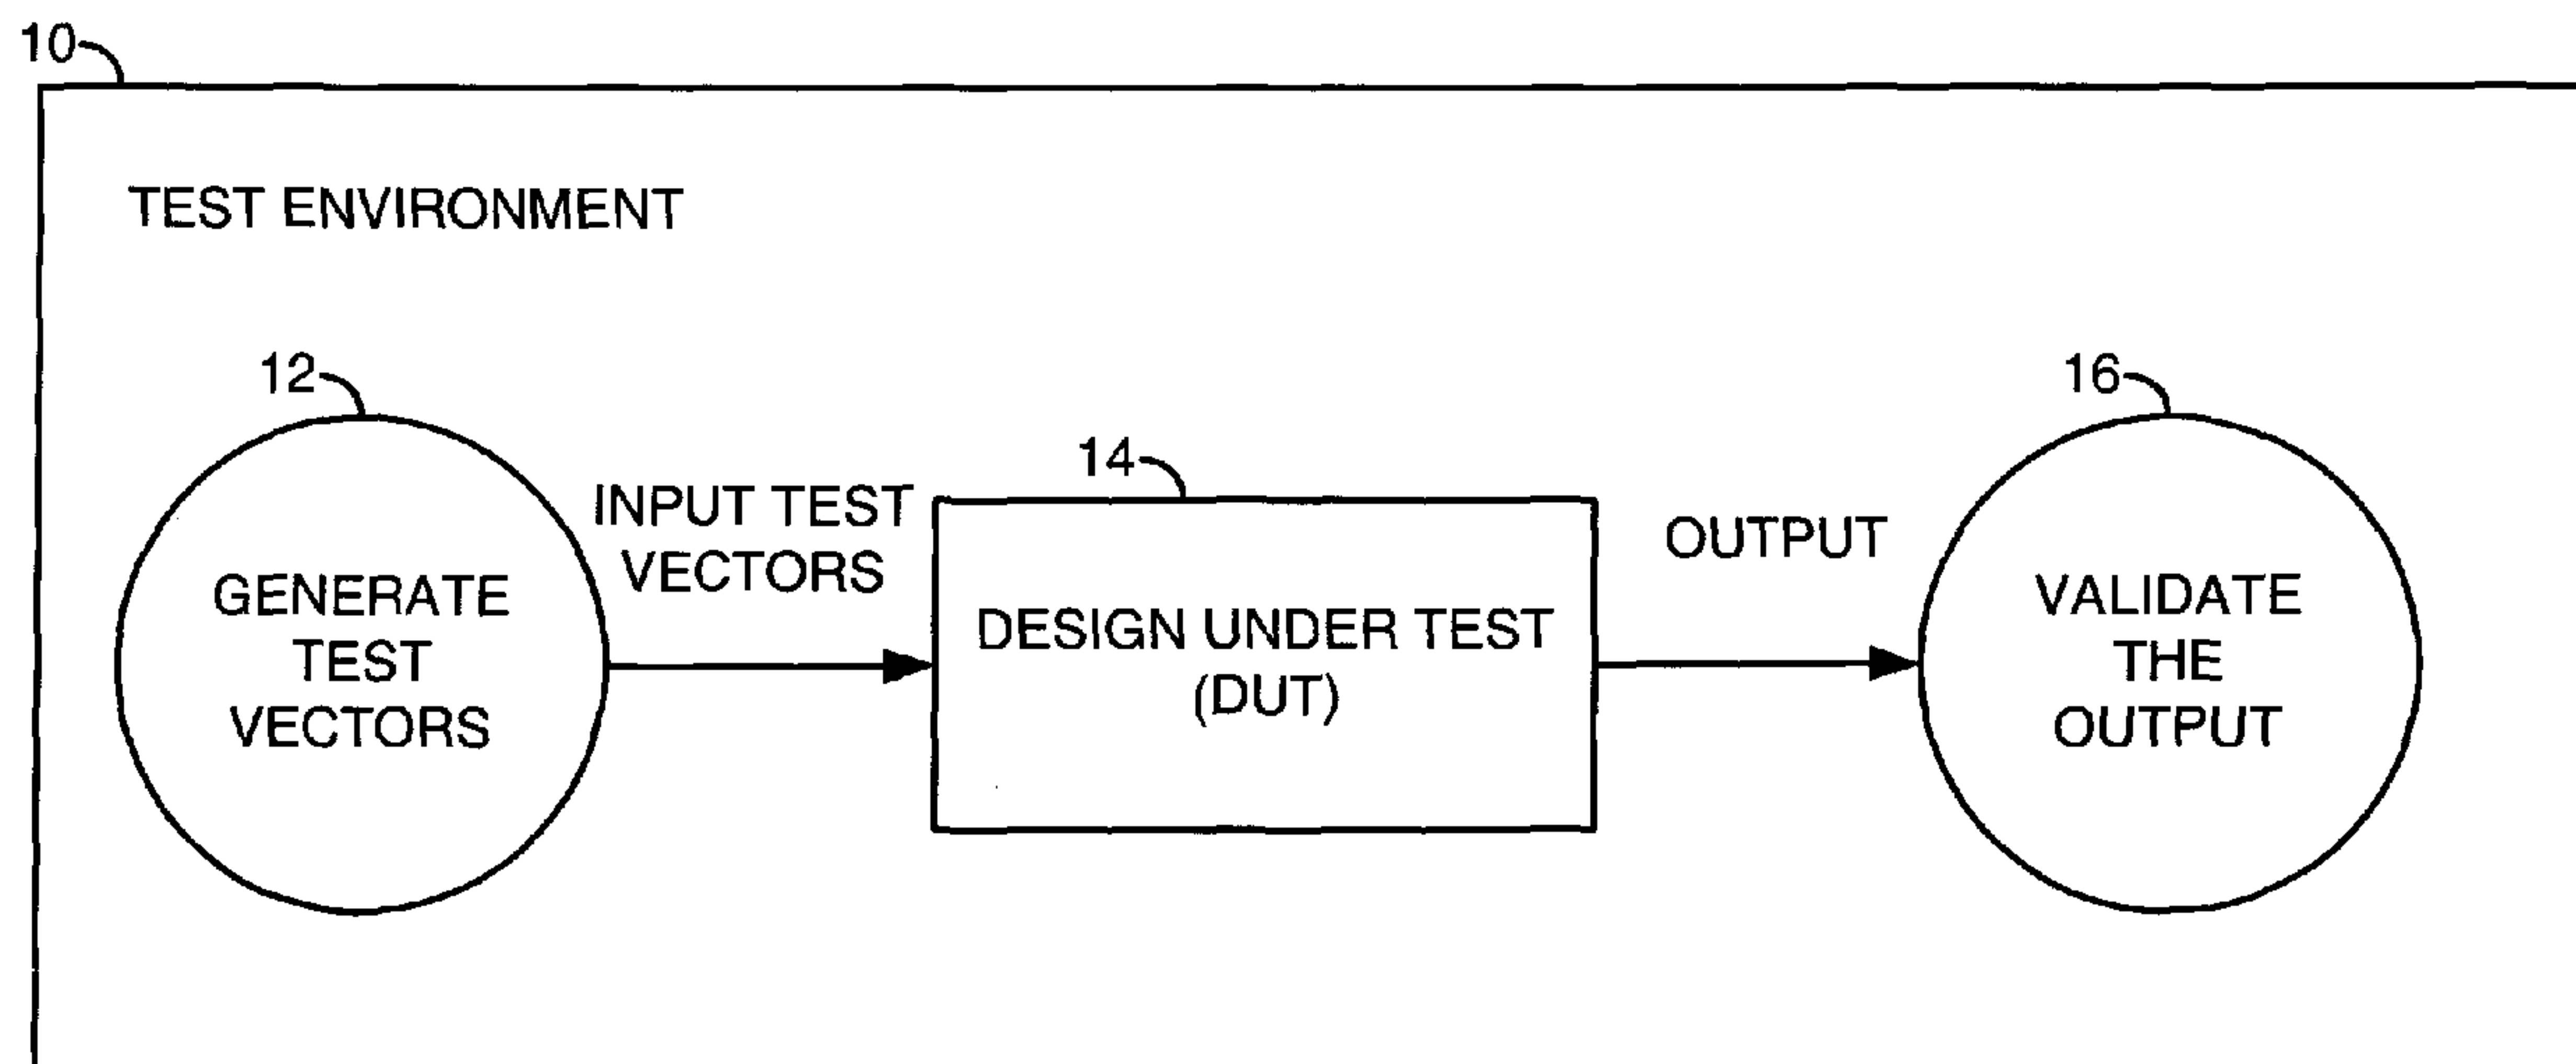 10
TEST ENVIRONMENT
12
GENERATE
TEST
VECTORS
INPUT TEST
VECTORS
14
DESIGN UNDER TEST
(DUT)
OUTPUT
16
VALIDATE
THE
OUTPUT